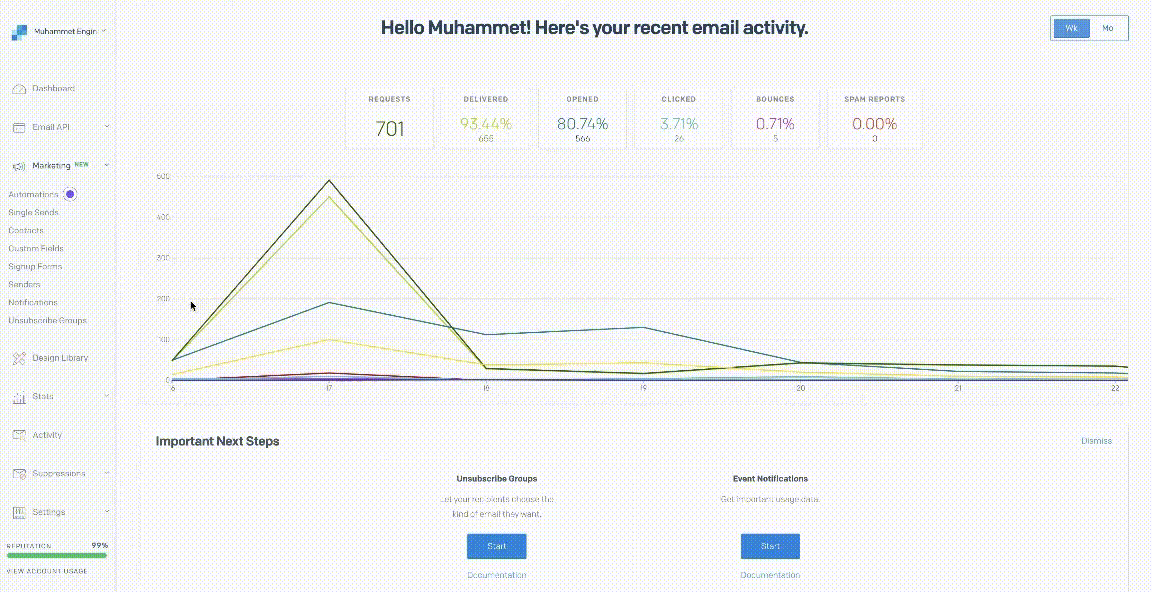 Muhammet Engin
Dashboard
Email API
Marketing NEW
Automations
Single Sends
Contacts
Custom Fields
Signup Forms
Senders
Notifications
Unsubscribe Groups
Design Library
Stats
Activity
Suppressions
Settings
REPUTATION 99%
VIEW ACCOUNT USAGE
Hello Muhammet! Here's your recent email activity.
Wk Mo
REQUESTS
701
DELIVERED
93.44%
655
OPENED
80.74%
566
CLICKED
3.71%
26
BOUNCES
0.71%
5
SPAM REPORTS
0.00%
0
500
400
300
200
100
0
17 19 20 21 22
Important Next Steps
Dismiss
Unsubscribe Groups
Let your recipients choose the
kind of email they want.
Start
Documentation
Event Notifications
Get important usage data.
Start
Documentation